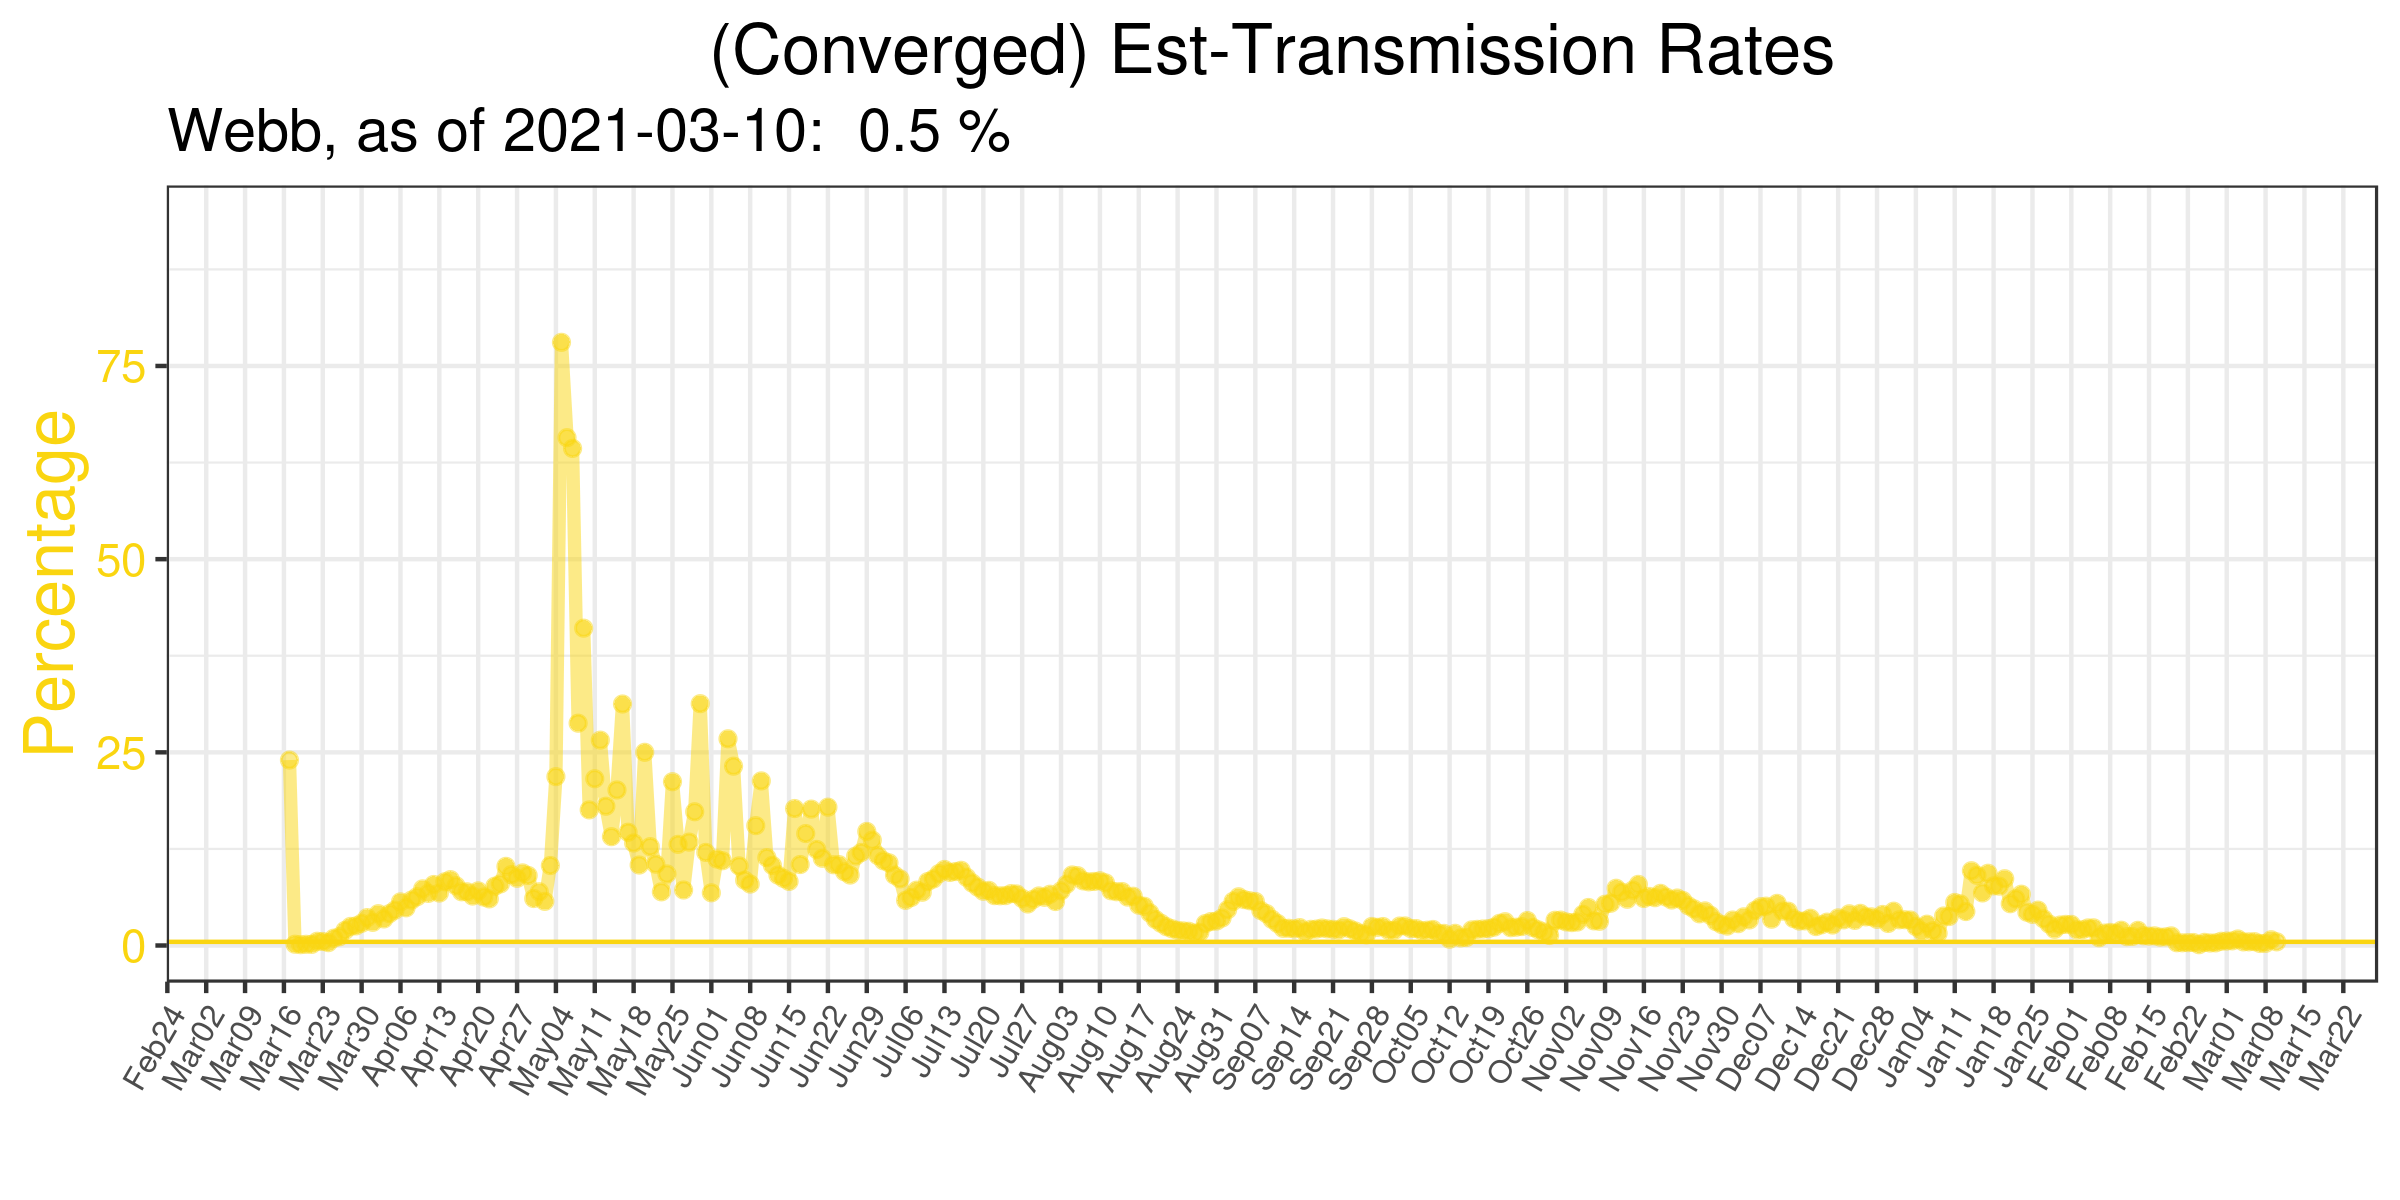 (Converged) Est-Transmission Rates
Webb, as of 2021-03-10:  0.5 %
Percentage
75
50
25
0
Feb24
Mar02
Mar09
Mar16
Mar23
Mar30
Apr06
Apr13
Apr20
Apr27
May04
May11
May18
May25
Jun01
Jun08
Jun15
Jun22
Jun29
Jul06
Jul13
Jul20
Jul27
Aug03
Aug10
Aug17
Aug24
Aug31
Sep07
Sep14
Sep21
Sep28
Oct05
Oct12
Oct19
Oct26
Nov02
Nov09
Nov16
Nov23
Nov30
Dec07
Dec14
Dec21
Dec28
Jan04
Jan11
Jan18
Jan25
Feb01
Feb08
Feb15
Feb22
Mar01
Mar08
Mar15
Mar22